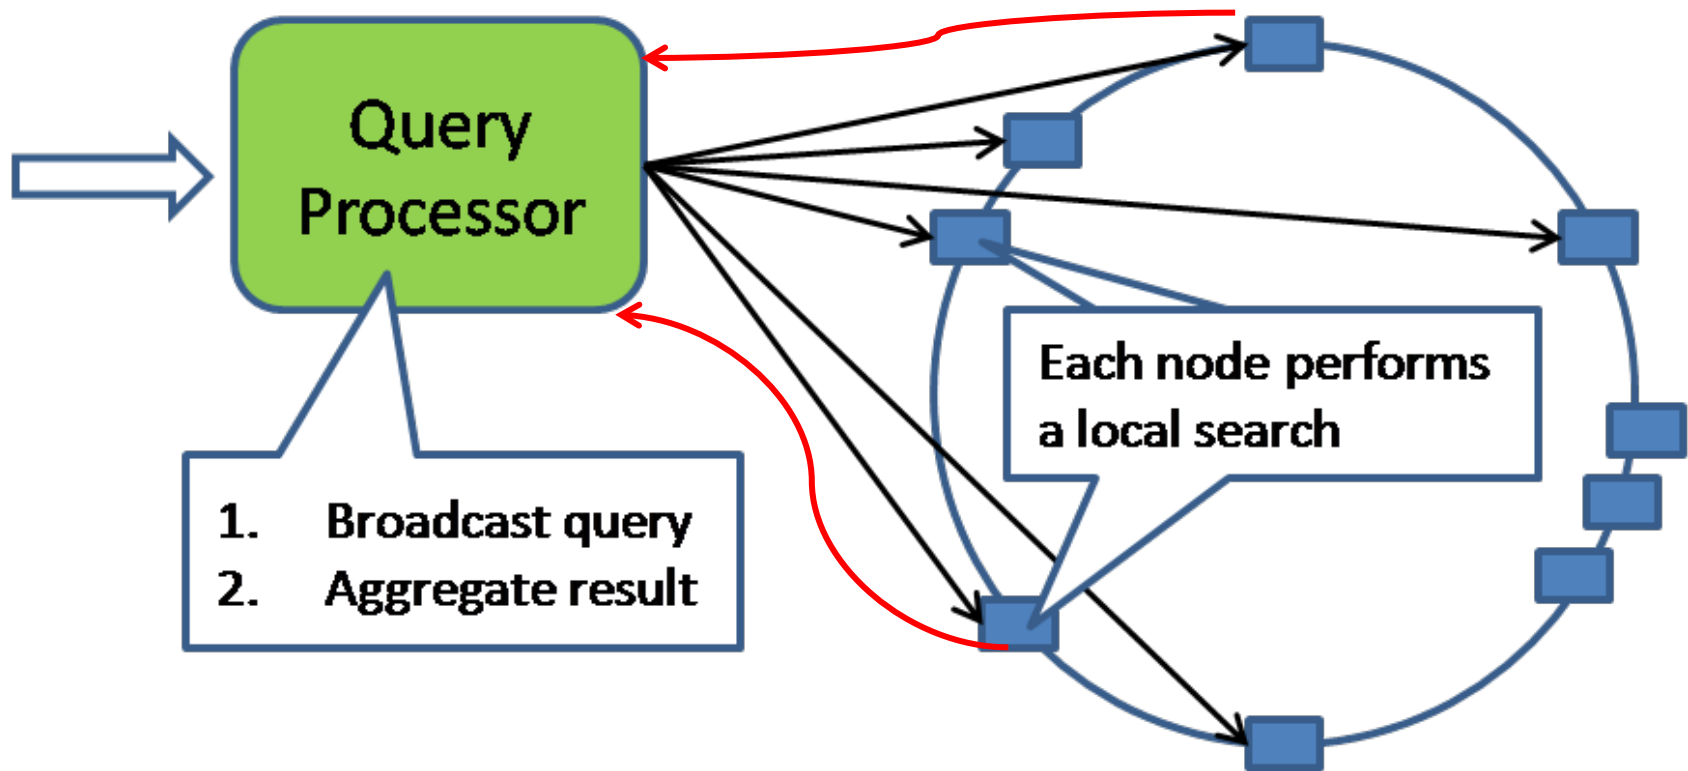 Query
Processor
Each node performs
a local search
1. Broadcast query
2. Aggregate result